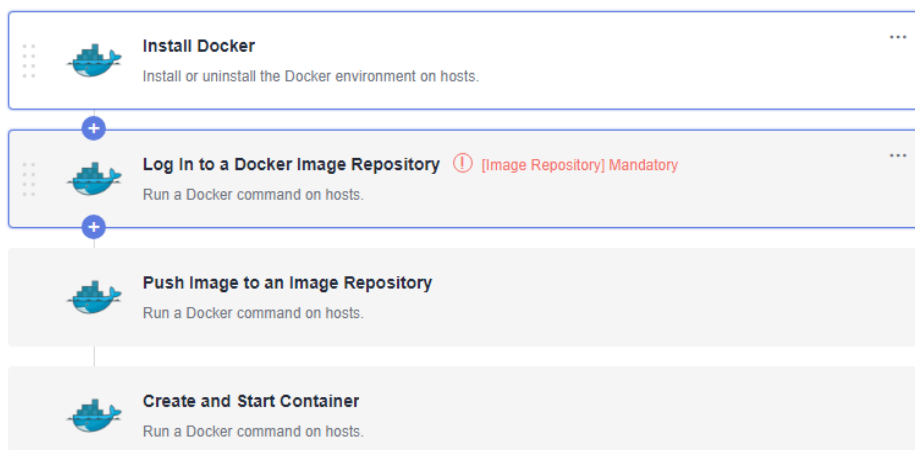 Install Docker
Install or uninstall the Docker environment on hosts.
Log In to a Docker Image Repository [Image Repository] Mandatory
Run a Docker command on hosts.
Push Image to an Image Repository
Run a Docker command on hosts.
Create and Start Container
Run a Docker command on hosts.